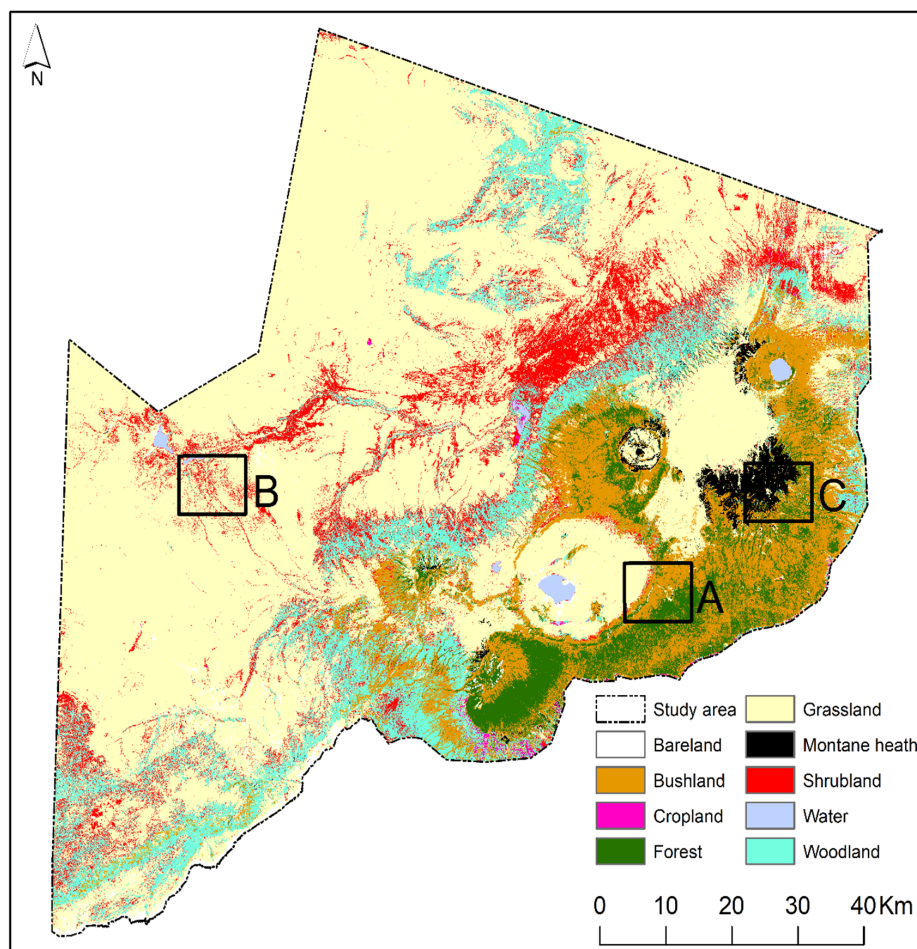 N
B
C
A
Study area
Grassland
Bareland
Montane heath
Bushland
Shrubland
Cropland
Water
Forest
Woodland
0 10 20 30 40 Km